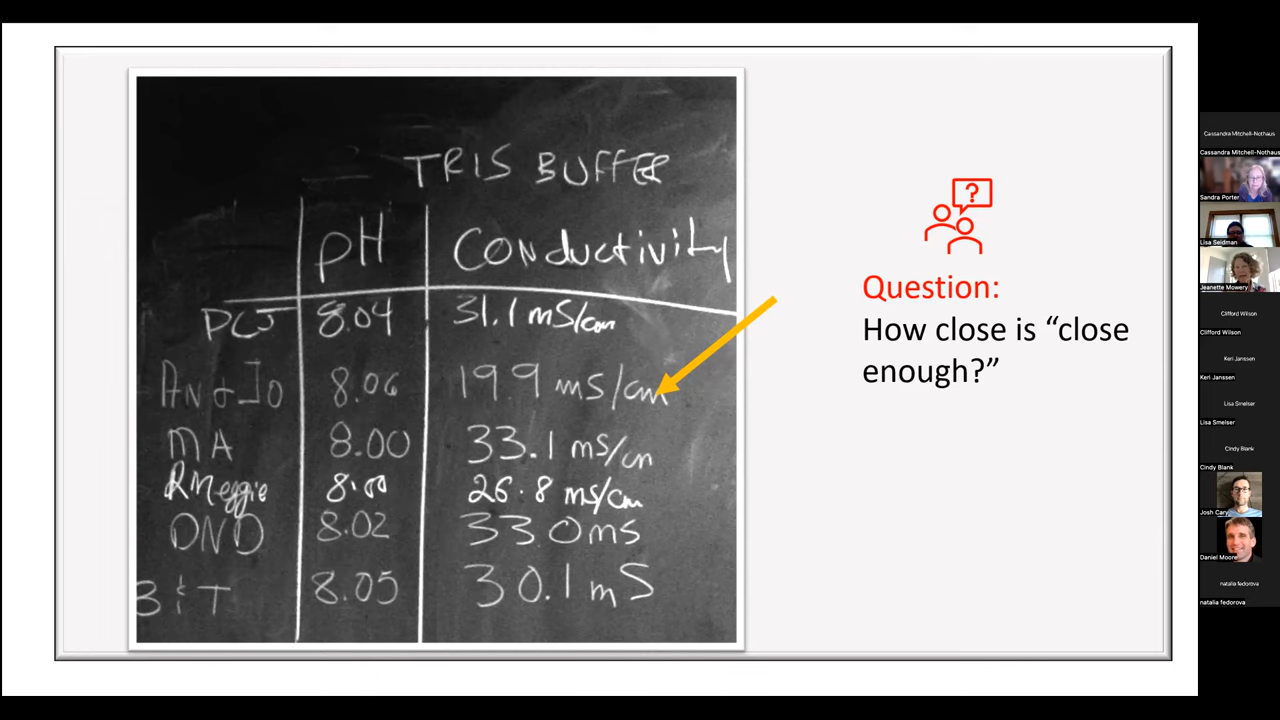 TRIS BUFFER
pH Conductivity
PCJ 8.04 31.1 mS/cm
AN & JO 8.06 19.9 mS/cm
MA 8.00 33.1 mS/cm
RMeggie 8.00 26.8 mS/cm
DND 8.02 33.0 mS
B & T 8.05 30.1 mS
?
Question:
How close is “close
enough?”
Cassandra Mitchell-Nothaus
Cassandra Mitchell-Nothaus
Sandra Porter
Lisa Seidman
Jeanette Mowery
Clifford Wilson
Clifford Wilson
Keri Janssen
Keri Janssen
Lisa Smelser
Lisa Smelser
Cindy Blank
Cindy Blank
Josh Cary
Daniel Moore
natalia fedorova
natalia fedorova